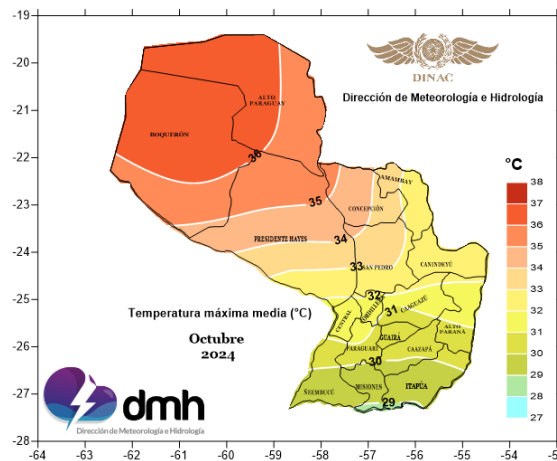 DINAC
Dirección de Meteorología e Hidrología
-19
-20
-21
-22
-23
-24
-25
-26
-27
-28
-64
-63
-62
-61
-60
-59
-58
-57
-56
-55
ALTO
PARAGUAY
BOQUERÓN
36
35
AMAMBAY
CONCEPCIÓN
34
PRESIDENTE HAYES
33
SAN PEDRO
CANINDEYÚ
32
CORDILLERA
31
CAAGUAZÚ
CENTRAL
ALTO
PARANÁ
GUAIRÁ
PARAGUARÍ
CAAZAPÁ
30
ÑEEMBUCÚ
MISIONES
ITAPÚA
29
Temperatura máxima media (°C)
Octubre
2024
°C
38
37
36
35
34
33
32
31
30
29
28
27
dmh
Dirección de Meteorología e Hidrología